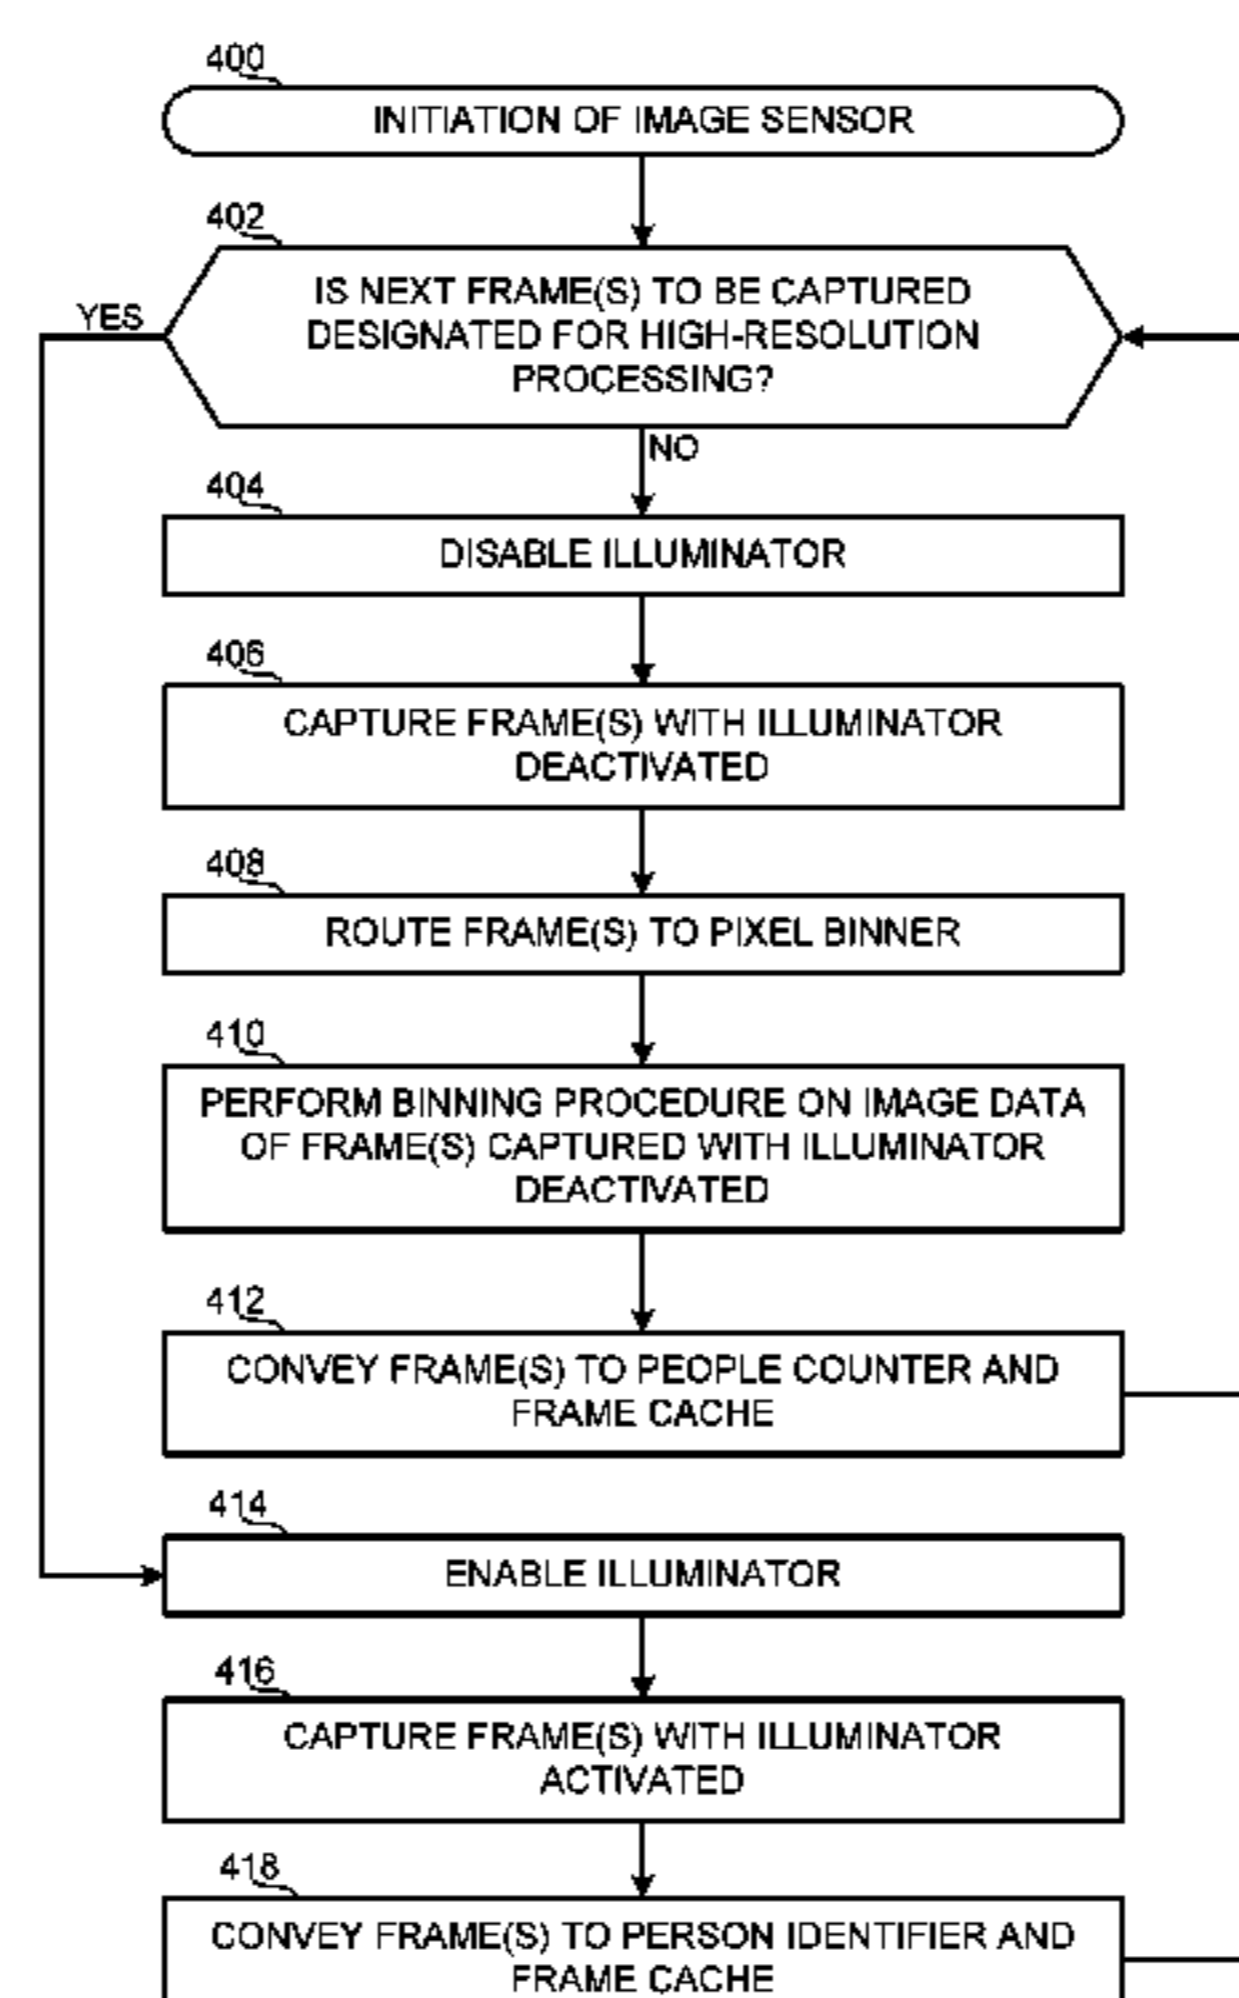 400
INITIATION OF IMAGE SENSOR
402
IS NEXT FRAME(S) TO BE CAPTURED
DESIGNATED FOR HIGH-RESOLUTION
PROCESSING?
YES
NO
404
DISABLE ILLUMINATOR
406
CAPTURE FRAME(S) WITH ILLUMINATOR
DEACTIVATED
408
ROUTE FRAME(S) TO PIXEL BINNER
410
PERFORM BINNING PROCEDURE ON IMAGE DATA
OF FRAME(S) CAPTURED WITH ILLUMINATOR
DEACTIVATED
412
CONVEY FRAME(S) TO PEOPLE COUNTER AND
FRAME CACHE
414
ENABLE ILLUMINATOR
416
CAPTURE FRAME(S) WITH ILLUMINATOR
ACTIVATED
418
CONVEY FRAME(S) TO PERSON IDENTIFIER AND
FRAME CACHE